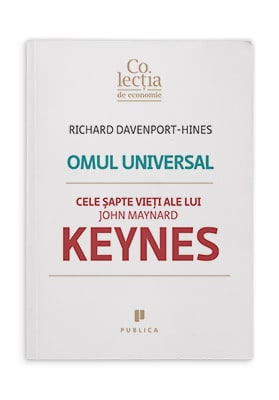 Co.
lecția
de economie
RICHARD DAVENPORT-HINES
OMUL UNIVERSAL
CELE ȘAPTE VIEȚI ALE LUI
JOHN MAYNARD
KEYNES
P
PUBLICA